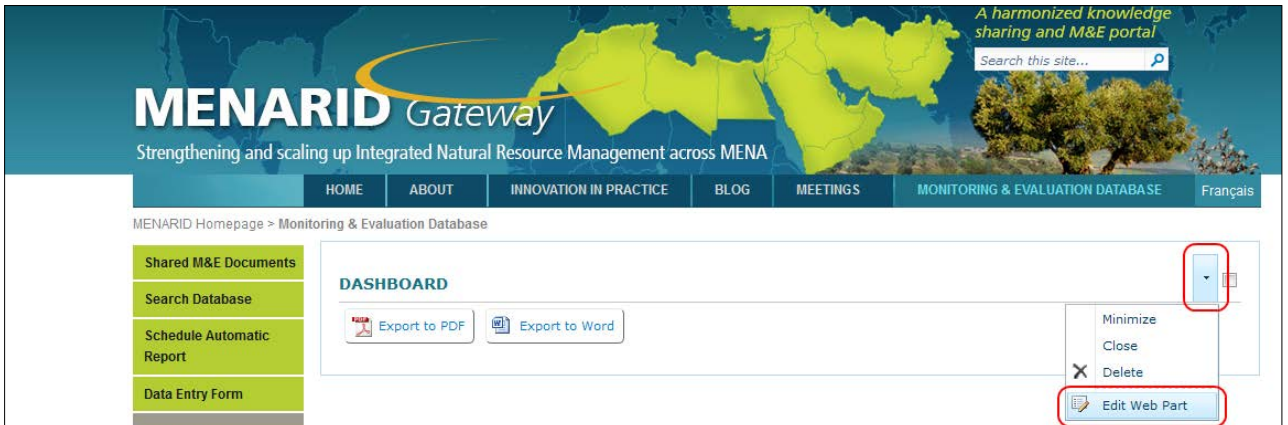 A harmonized knowledge
sharing and M&E portal
Search this site...
MENARID Gateway
Strengthening and scaling up Integrated Natural Resource Management across MENA
HOME ABOUT INNOVATION IN PRACTICE BLOG MEETINGS MONITORING & EVALUATION DATABASE Français
MENARID Homepage > Monitoring & Evaluation Database
Shared M&E Documents
Search Database
Schedule Automatic
Report
Data Entry Form
DASHBOARD
Export to PDF Export to Word
Minimize
Close
Delete
Edit Web Part